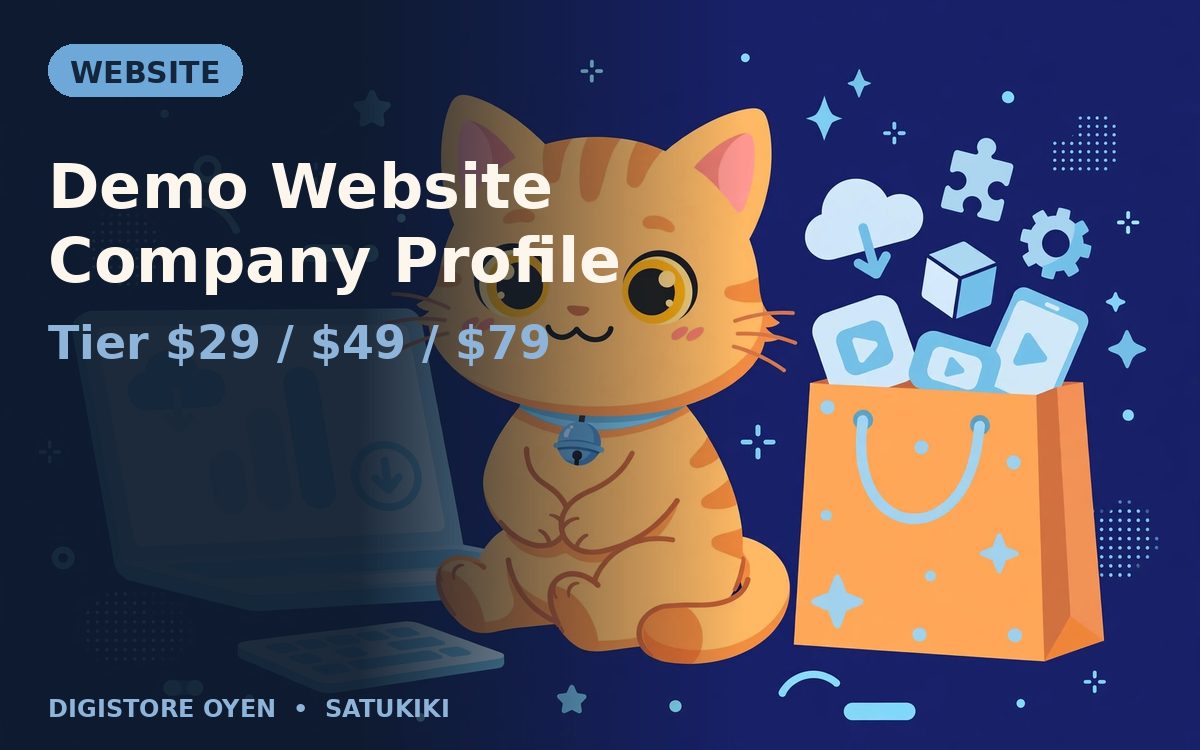 WEBSITE
Demo Website
Company Profile
Tier $29 / $49 / $79
DIGISTORE OYEN • SATUKIKI